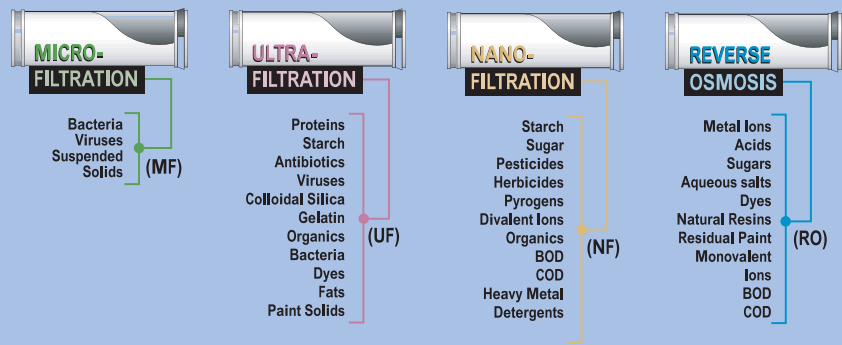 MICRO-
FILTRATION
Bacteria
Viruses
Suspended
Solids
(MF)
ULTRA-
FILTRATION
Proteins
Starch
Antibiotics
Viruses
Colloidal Silica
Gelatin
Organics
Bacteria
Dyes
Fats
Paint Solids
(UF)
NANO-
FILTRATION
Starch
Sugar
Pesticides
Herbicides
Pyrogens
Divalent Ions
Organics
BOD
COD
Heavy Metal
Detergents
(NF)
REVERSE
OSMOSIS
Metal Ions
Acids
Sugars
Aqueous salts
Dyes
Natural Resins
Residual Paint
Monovalent
Ions
BOD
COD
(RO)